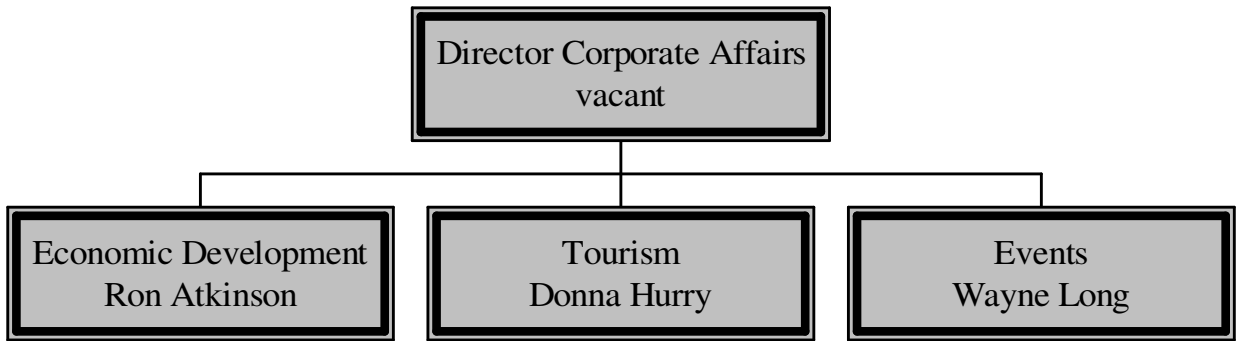 Director Corporate Affairs
vacant
Economic Development
Ron Atkinson
Tourism
Donna Hurry
Events
Wayne Long